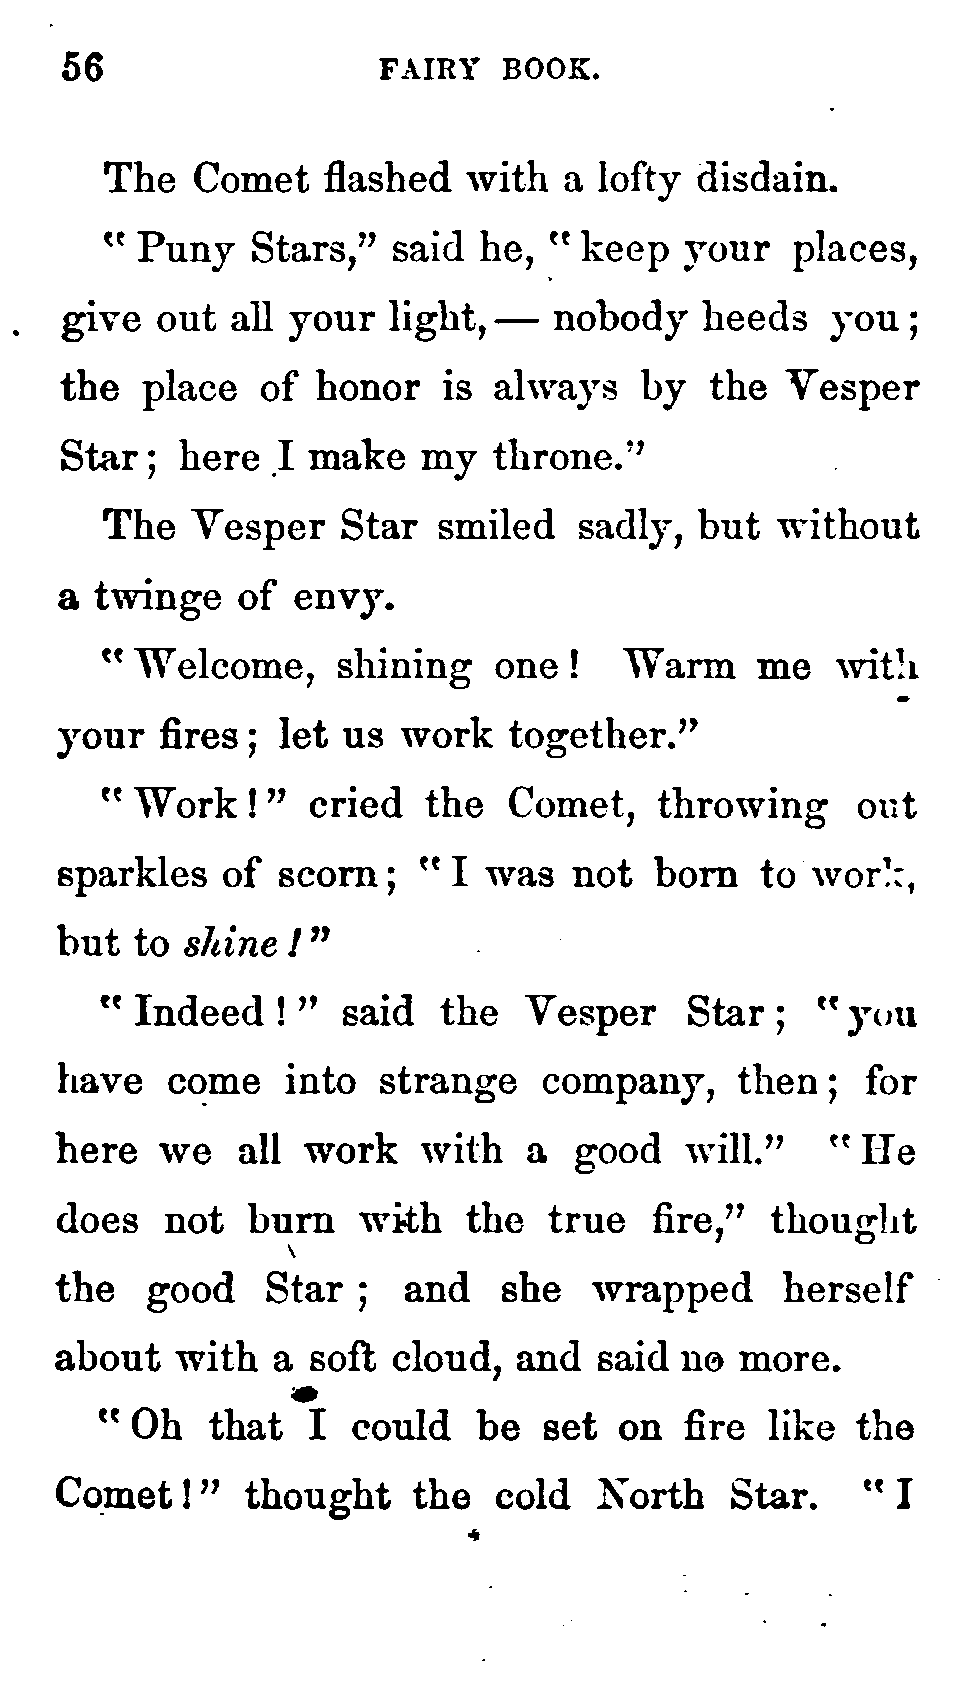 56 FAIRY BOOK.
The Comet flashed with a lofty disdain.
" Puny Stars," said he, " keep your places,
give out all your light, — nobody heeds you ;
the place of honor is always by the Vesper
Star ; here I make my throne."
The Vesper Star smiled sadly, but without
a twinge of envy.
" Welcome, shining one ! Warm me with
your fires ; let us work together."
" Work ! " cried the Comet, throwing out
sparkles of scorn ; " I was not born to work,
but to shine ! "
" Indeed ! " said the Vesper Star ; " you
have come into strange company, then ; for
here we all work with a good will." " He
does not burn with the true fire," thought
the good Star ; and she wrapped herself
about with a soft cloud, and said no more.
" Oh that I could be set on fire like the
Comet ! " thought the cold North Star. " I